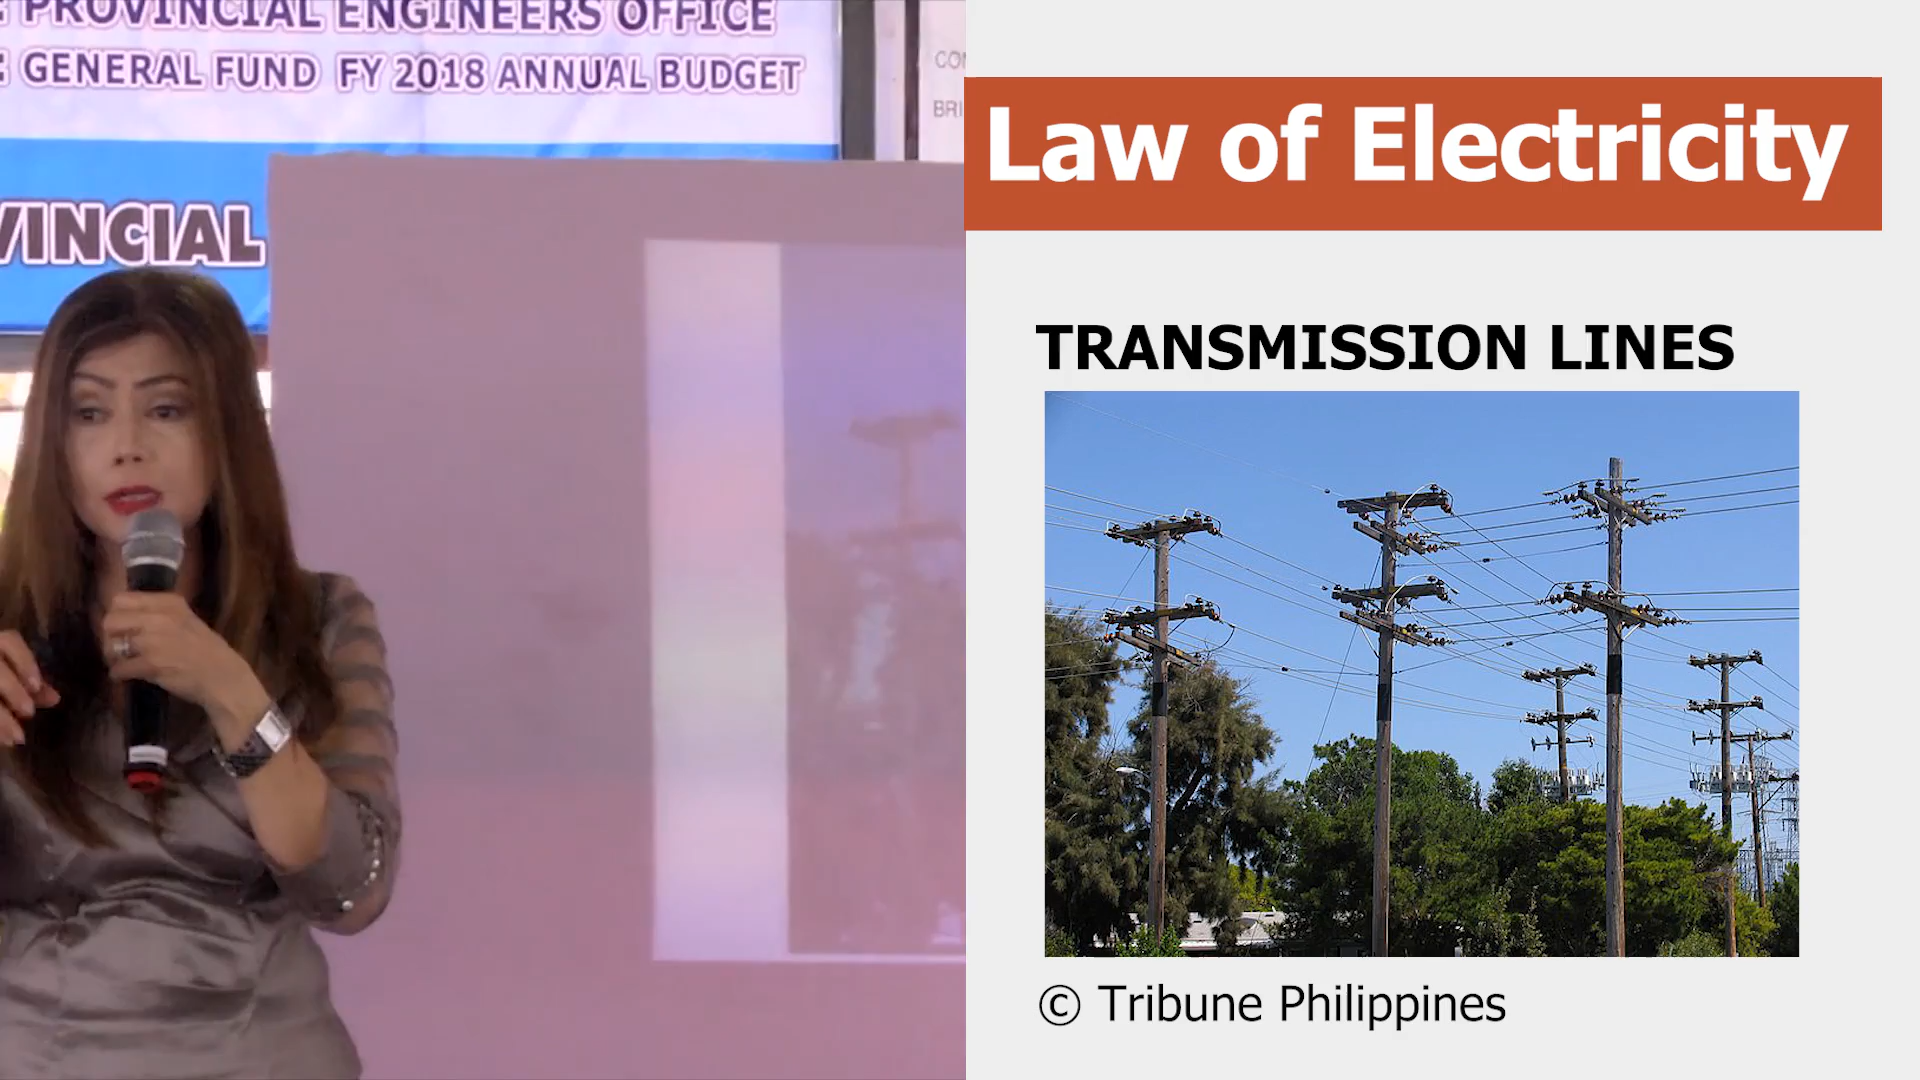 : PROVINCIAL ENGINEERS OFFICE
: GENERAL FUND FY 2018 ANNUAL BUDGET
VINCIAL
Law of Electricity
TRANSMISSION LINES
© Tribune Philippines